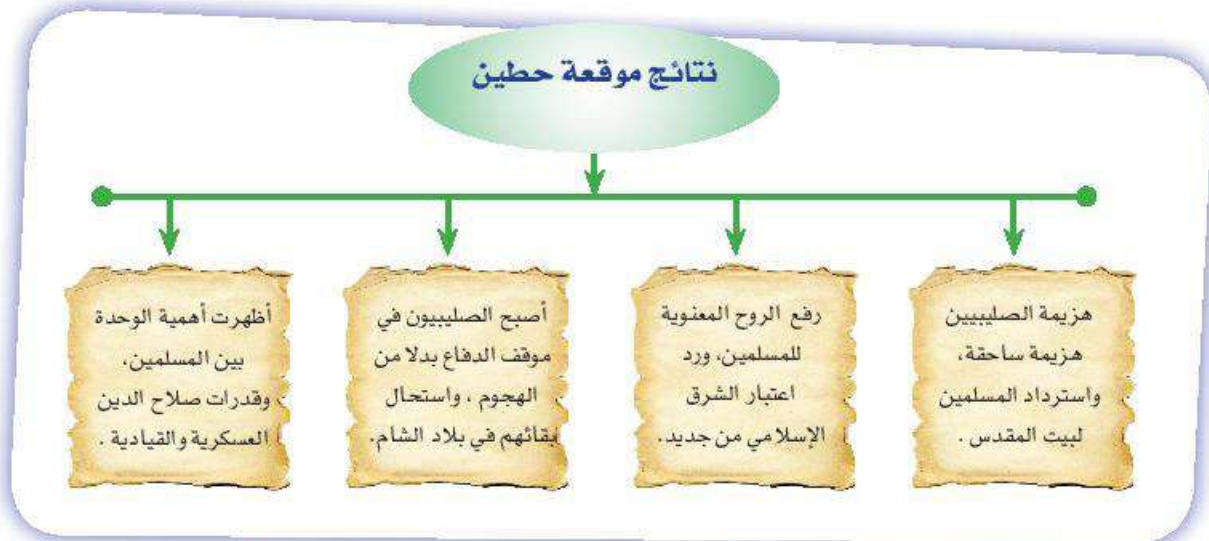 نتائج موقعة حطين
هزيمة الصليبيين
هزيمة ساحقة،
واسترداد المسلمين
لبيت المقدس .
رفع الروح المعنوية
للمسلمين، ورد
اعتبار الشرق
الإسلامي من جديد.
أصبح الصليبيون في
موقف الدفاع بدلا من
الهجوم ، واستحال
بقائهم في بلاد الشام.
أظهرت أهمية الوحدة
بين المسلمين،
وقدرات صلاح الدين
العسكرية والقيادية .